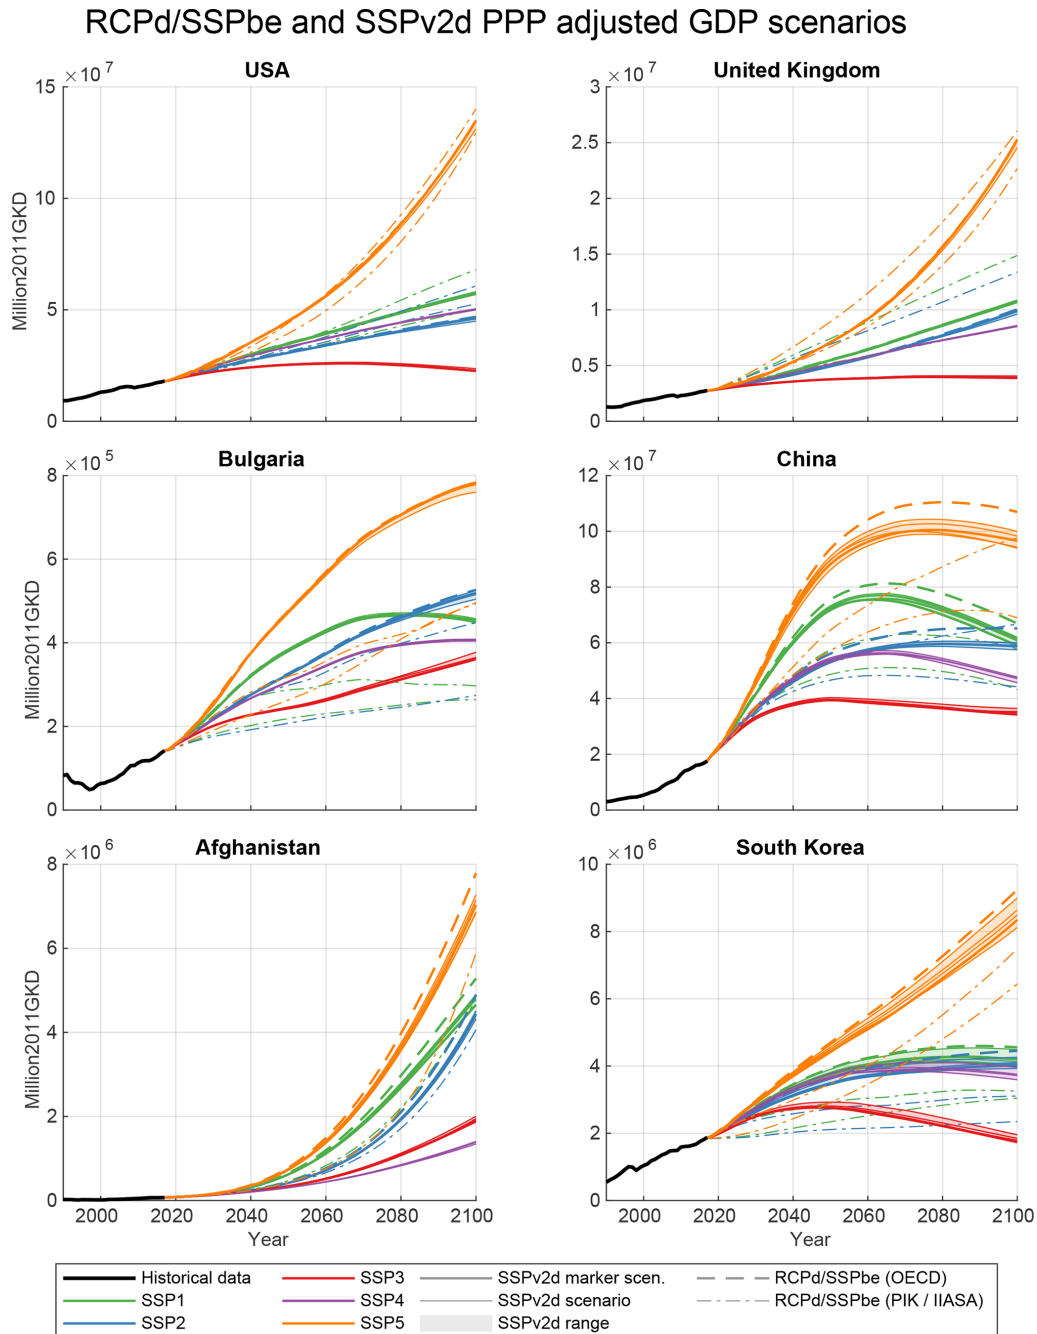 RCPd/SSPbe and SSPv2d PPP adjusted GDP scenarios
USA
United Kingdom
×10 7
×10 7
15
10
5
0
3
2.5
2
1.5
1
0.5
0
Million2011GKD
Bulgaria
China
×10 5
×10 7
8
6
4
2
0
12
10
8
6
4
2
0
Million2011GKD
Afghanistan
South Korea
×10 6
×10 6
8
6
4
2
0
10
8
6
4
2
0
Million2011GKD
2000 2020 2040 2060 2080 2100
2000 2020 2040 2060 2080 2100
Year
Year
Historical data
SSP1
SSP2
SSP3
SSP4
SSP5
SSPv2d marker scen.
SSPv2d scenario
SSPv2d range
RCPd/SSPbe (OECD)
RCPd/SSPbe (PIK / IIASA)